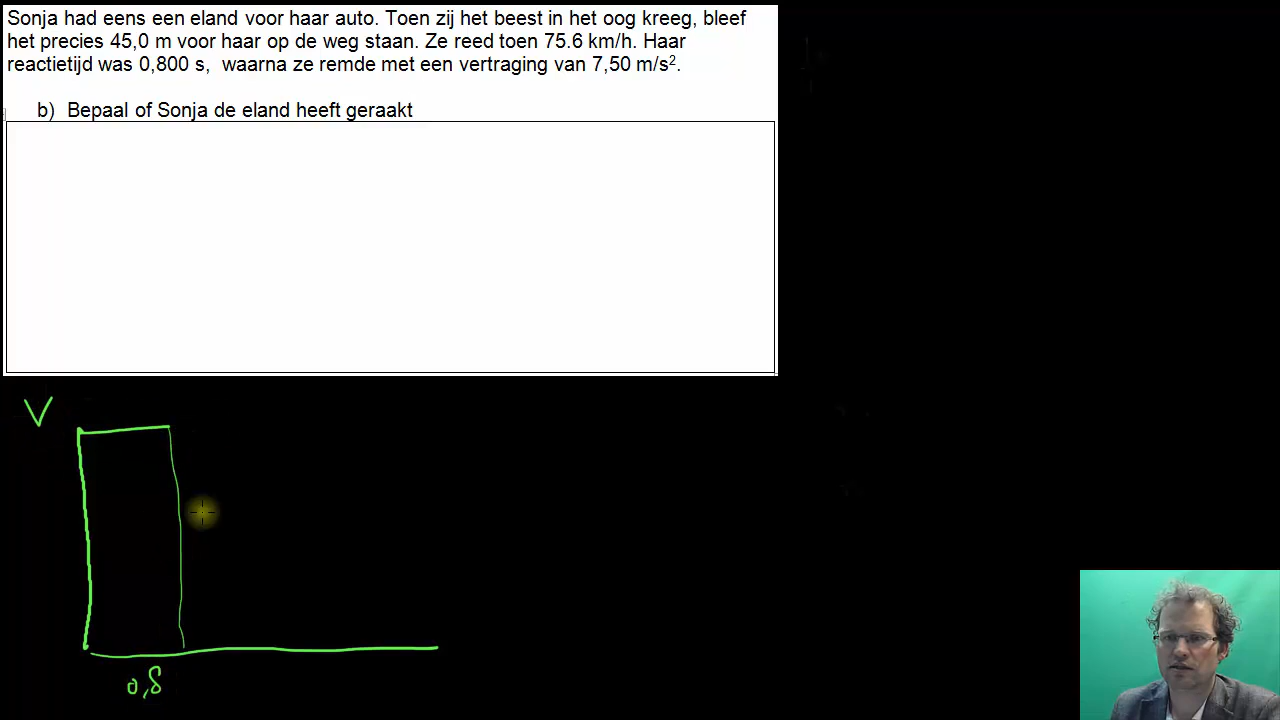 Sonja had eens een eland voor haar auto. Toen zij het beest in het oog kreeg, bleef
het precies 45,0 m voor haar op de weg staan. Ze reed toen 75.6 km/h. Haar
reactietijd was 0,800 s, waarna ze remde met een vertraging van 7,50 m/s².
b) Bepaal of Sonja de eland heeft geraakt
V
0,8